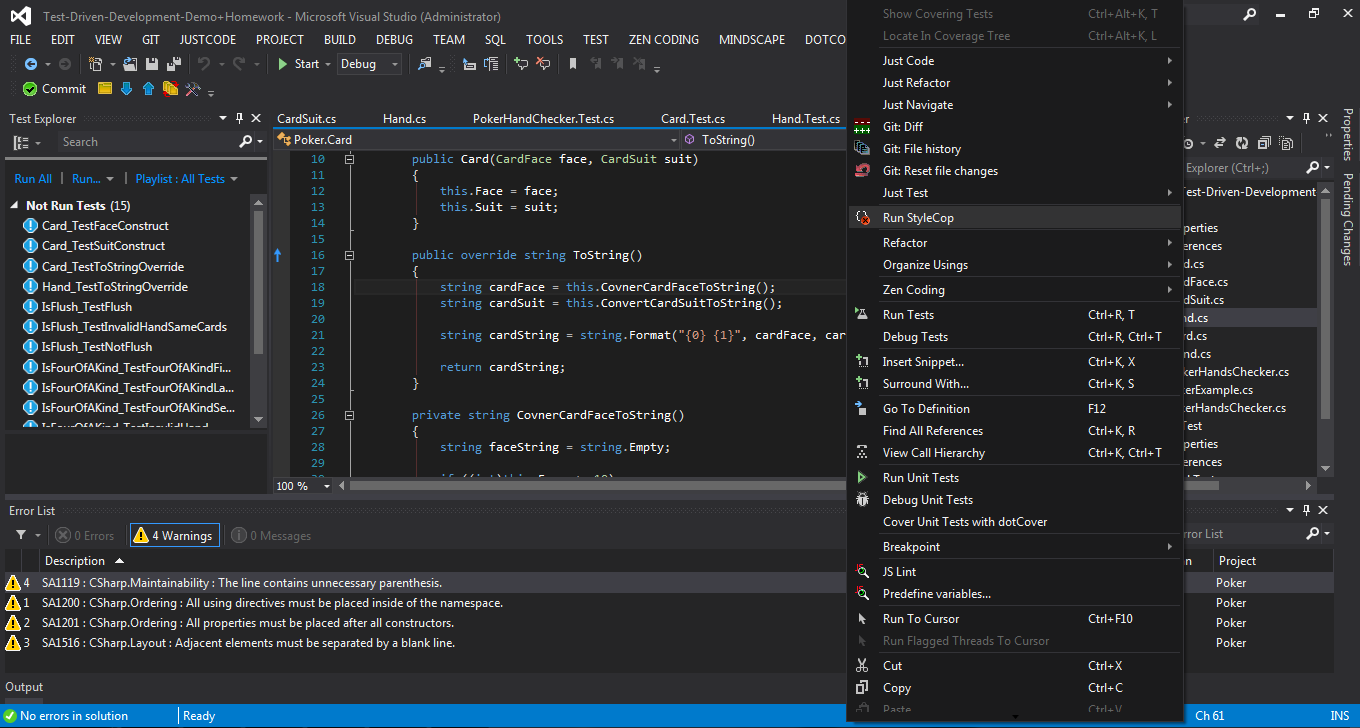 Test-Driven-Development-Demo+Homework - Microsoft Visual Studio (Administrator)
FILE EDIT VIEW GIT JUSTCODE PROJECT BUILD DEBUG TEAM SQL TOOLS TEST ZEN CODING MINDSCAPE DOTCO
Start Debug
Commit
Test Explorer
Search
Run All Run... Playlist : All Tests
Not Run Tests (15)
Card_TestFaceConstruct
Card_TestSuitConstruct
Card_TestToStringOverride
Hand_TestToStringOverride
IsFlush_TestFlush
IsFlush_TestInvalidHandSameCards
IsFlush_TestNotFlush
IsFourOfAKind_TestFourOfAKindFi...
IsFourOfAKind_TestFourOfAKindLa...
IsFourOfAKind_TestFourOfAKindSe...
IsFourOfAKind_TestInvalidHand
CardSuit.cs Hand.cs PokerHandChecker.Test.cs Card.Test.cs Hand.Test.cs
Poker.Card ToString()
10 public Card(CardFace face, CardSuit suit)
11 {
12 this.Face = face;
13 this.Suit = suit;
14 }
15
16 public override string ToString()
17 {
18 string cardFace = this.CovnerCardFaceToString();
19 string cardSuit = this.ConvertCardSuitToString();
20
21 string cardString = string.Format("{0} {1}", cardFace, car
22
23 return cardString;
24 }
25
26 private string CovnerCardFaceToString()
27 {
28 string faceString = string.Empty;
29
100 %
Show Covering Tests Ctrl+Alt+K, T
Locate In Coverage Tree Ctrl+Alt+K, L
Just Code
Just Refactor
Just Navigate
Git: Diff
Git: File history
Git: Reset file changes
Just Test
Run StyleCop
Refactor
Organize Usings
Zen Coding
Run Tests Ctrl+R, T
Debug Tests Ctrl+R, Ctrl+T
Insert Snippet... Ctrl+K, X
Surround With... Ctrl+K, S
Go To Definition F12
Find All References Ctrl+K, R
View Call Hierarchy Ctrl+K, Ctrl+T
Run Unit Tests
Debug Unit Tests
Cover Unit Tests with dotCover
Breakpoint
JS Lint
Predefine variables...
Run To Cursor Ctrl+F10
Run Flagged Threads To Cursor
Cut Ctrl+X
Copy Ctrl+C
Paste Ctrl+V
er
Explorer (Ctrl+;)
est-Driven-Development
perties
erences
rd.cs
rdFace.cs
rdSuit.cs
nd.cs
rd.cs
nd.cs
kerHandsChecker.cs
kerExample.cs
kerHandsChecker.cs
Test
perties
erences
Properties
Pending Changes
Error List
0 Errors 4 Warnings 0 Messages
rror List
Description
n Project
4 SA1119 : CSharp.Maintainability : The line contains unnecessary parenthesis. Poker
1 SA1200 : CSharp.Ordering : All using directives must be placed inside of the namespace. Poker
2 SA1201 : CSharp.Ordering : All properties must be placed after all constructors. Poker
3 SA1516 : CSharp.Layout : Adjacent elements must be separated by a blank line. Poker
Output
No errors in solution Ready Ch 61 INS